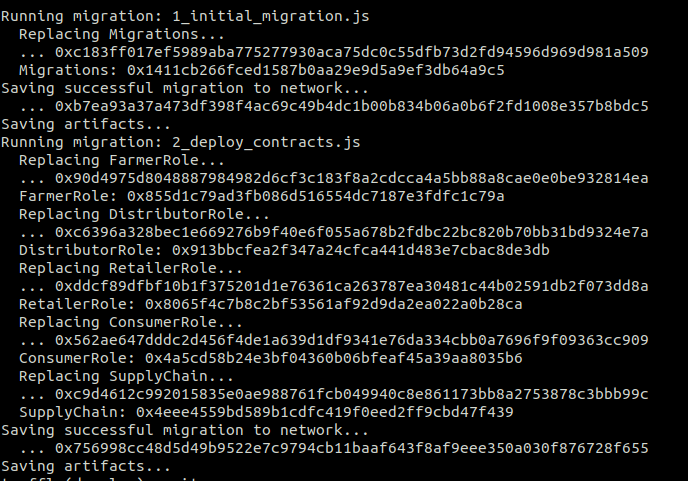 Running migration: 1_initial_migration.js
  Replacing Migrations...
  ... 0xc183ff017ef5989aba775277930aca75dc0c55dfb73d2fd94596d969d981a509
  Migrations: 0x1411cb266fced1587b0aa29e9d5a9ef3db64a9c5
Saving successful migration to network...
  ... 0xb7ea93a37a473df398f4ac69c49b4dc1b00b834b06a0b6f2fd1008e357b8bdc5
Saving artifacts...
Running migration: 2_deploy_contracts.js
  Replacing FarmerRole...
  ... 0x90d4975d8048887984982d6cf3c183f8a2cdcca4a5bb88a8cae0e0be932814ea
  FarmerRole: 0x855d1c79ad3fb086d516554dc7187e3fdfc1c79a
  Replacing DistributorRole...
  ... 0xc6396a328bec1e669276b9f40e6f055a678b2fdbc22bc820b70bb31bd9324e7a
  DistributorRole: 0x913bbcfea2f347a24cfca441d483e7cbac8de3db
  Replacing RetailerRole...
  ... 0xddcf89dfbf10b1f375201d1e76361ca263787ea30481c44b02591db2f073dd8a
  RetailerRole: 0x8065f4c7b8c2bf53561af92d9da2ea022a0b28ca
  Replacing ConsumerRole...
  ... 0x562ae647dddc2d456f4de1a639d1df9341e76da334cbb0a7696f9f09363cc909
  ConsumerRole: 0x4a5cd58b24e3bf04360b06bfeaf45a39aa8035b6
  Replacing SupplyChain...
  ... 0xc9d4612c992015835e0ae988761fcb049940c8e861173bb8a2753878c3bbb99c
  SupplyChain: 0x4eee4559bd589b1cdfc419f0eed2ff9cbd47f439
Saving successful migration to network...
  ... 0x756998cc48d5d49b9522e7c9794cb11baaf643f8af9eee350a030f876728f655
Saving artifacts...